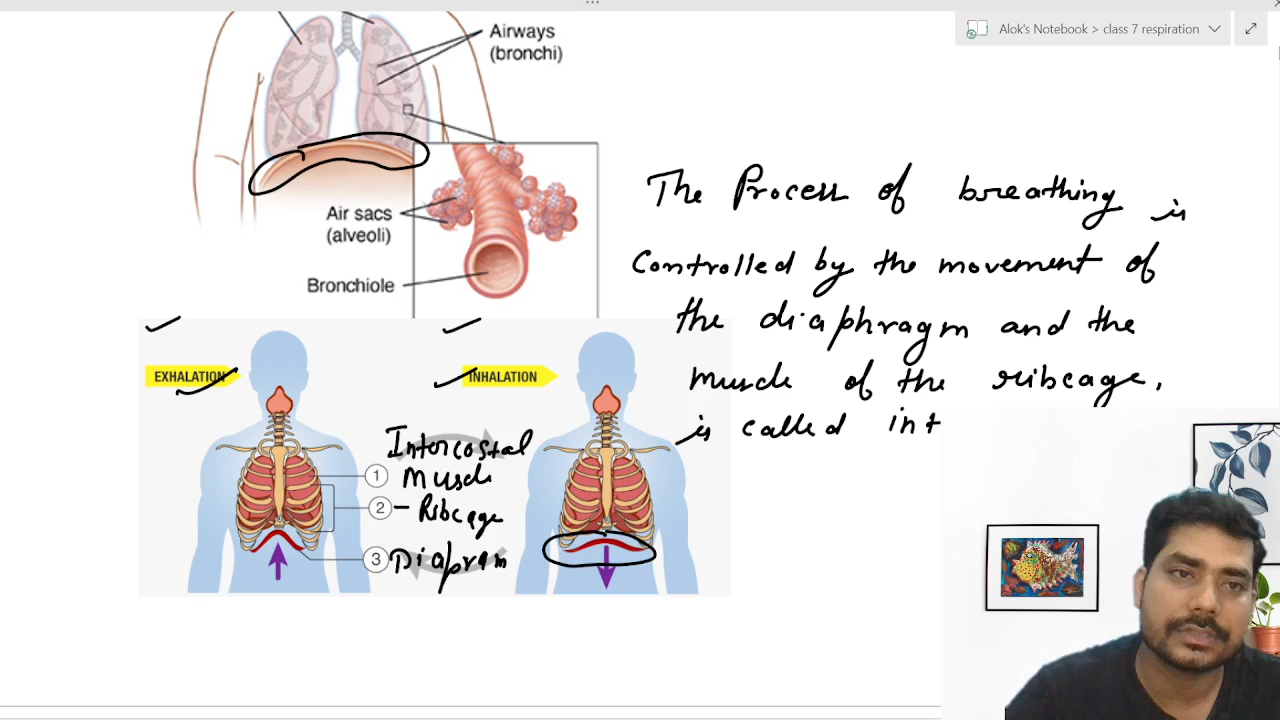 Alok's Notebook > class 7 respiration
Airways
(bronchi)
Air sacs
(alveoli)
Bronchiole
The Process of breathing is
controlled by the movement of
the diaphragm and the
muscle of the ribcage,
is called int
EXHALATION
INHALATION
Intercostal
1 Muscle
2 - Ribcage
3 Diapram